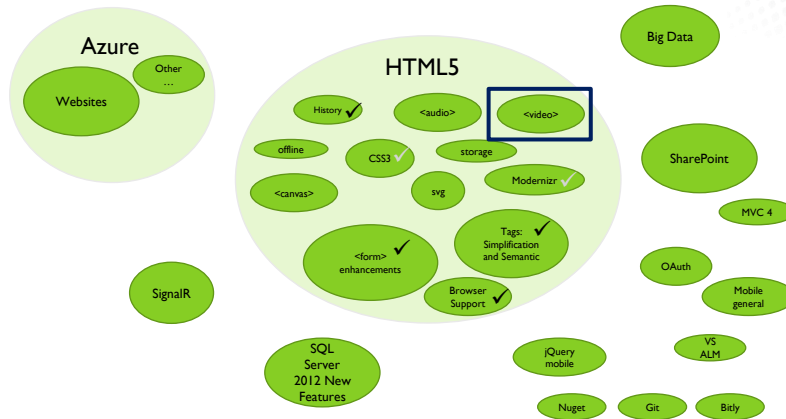 Azure
Other
...
Websites
HTML5
History
<audio>
<video>
offline
CSS3
storage
Modernizr
<canvas>
svg
Tags:
Simplification
and Semantic
<form>
enhancements
Browser
Support
Big Data
SharePoint
MVC 4
OAuth
Mobile
general
SignalR
SQL
Server
2012 New
Features
jQuery
mobile
VS
ALM
Nuget
Git
Bitly